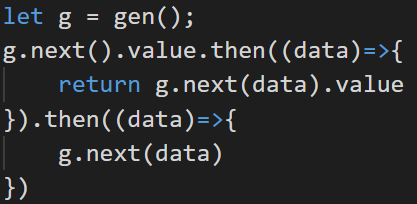 let g = gen();
g.next().value.then((data)=>{
    return g.next(data).value
}).then((data)=>{
    g.next(data)
})